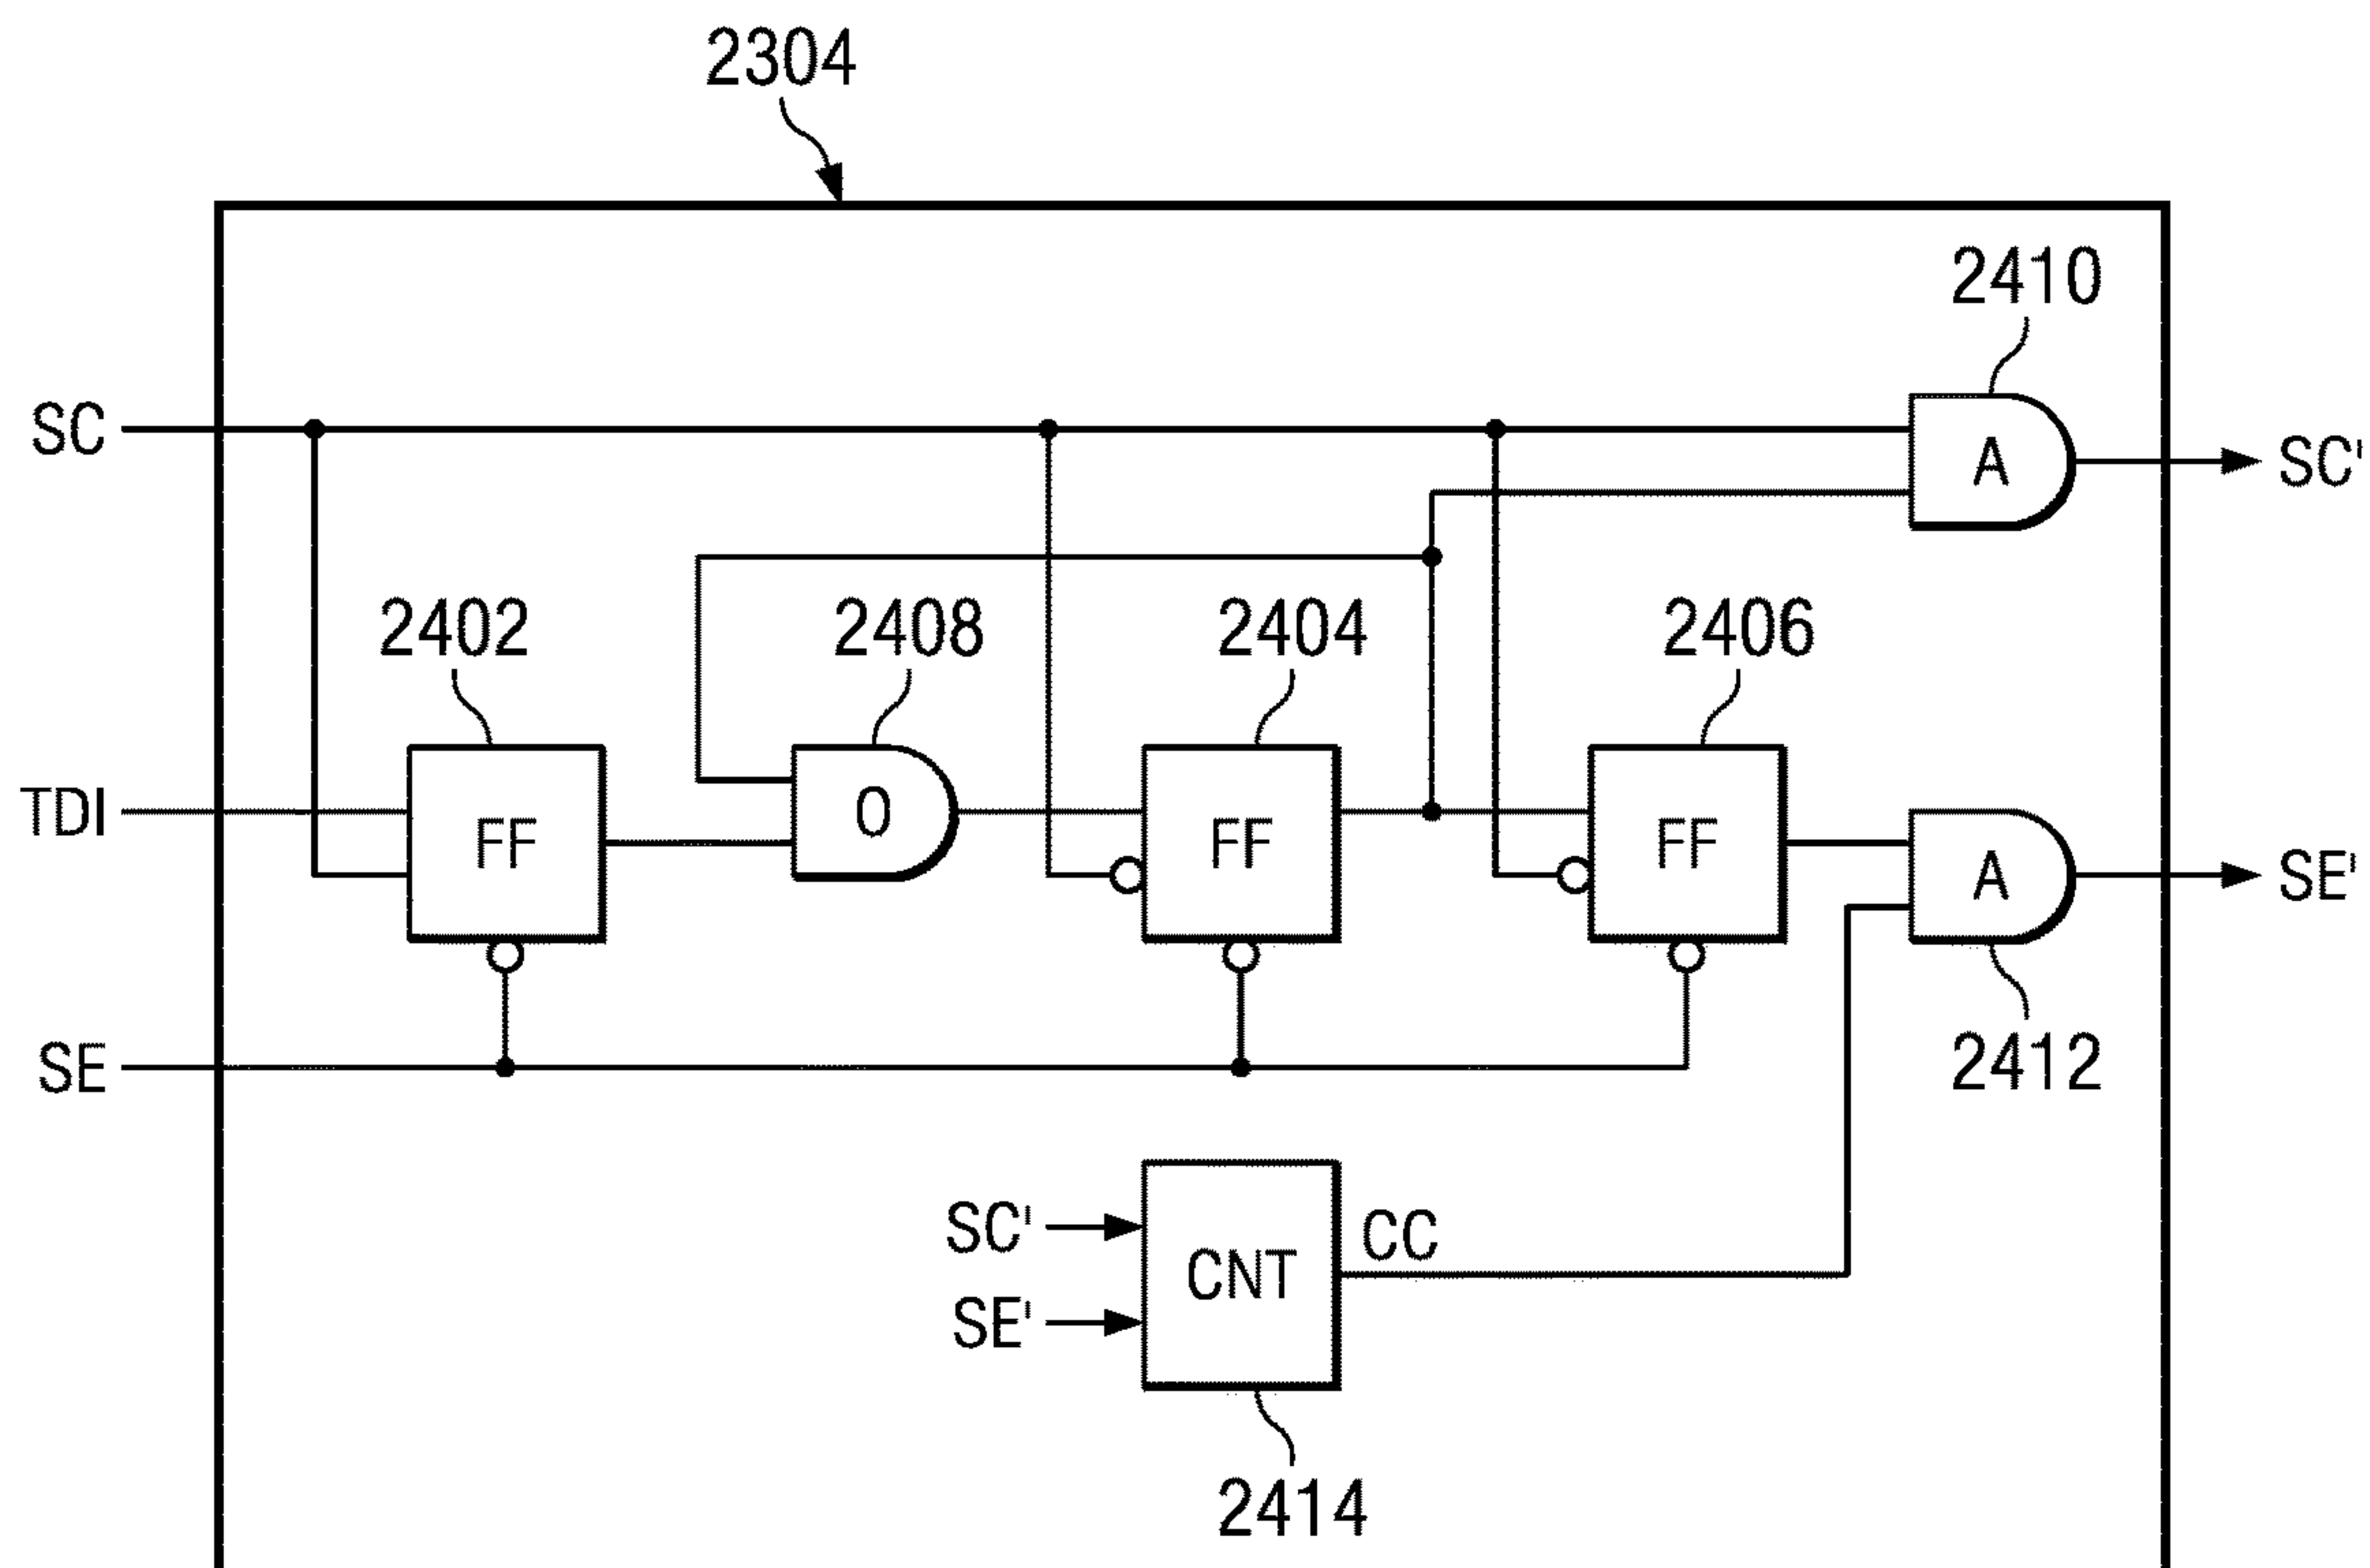 2304
2410
SC
A
SC'
2402
2408
2404
2406
TDI
FF
O
FF
FF
A
SE'
SE
2412
SC'
CC
CNT
SE'
2414